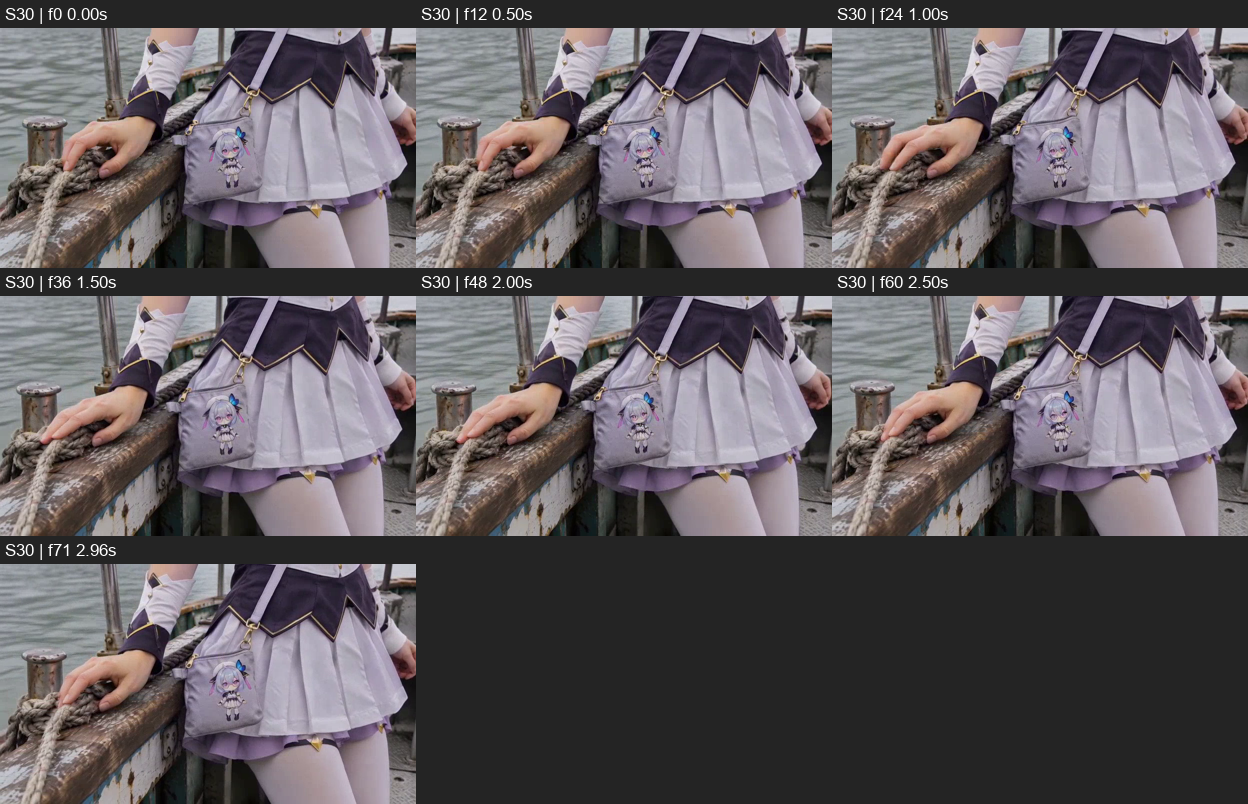 S30 | f0 0.00s
S30 | f12 0.50s
S30 | f24 1.00s
S30 | f36 1.50s
S30 | f48 2.00s
S30 | f60 2.50s
S30 | f71 2.96s